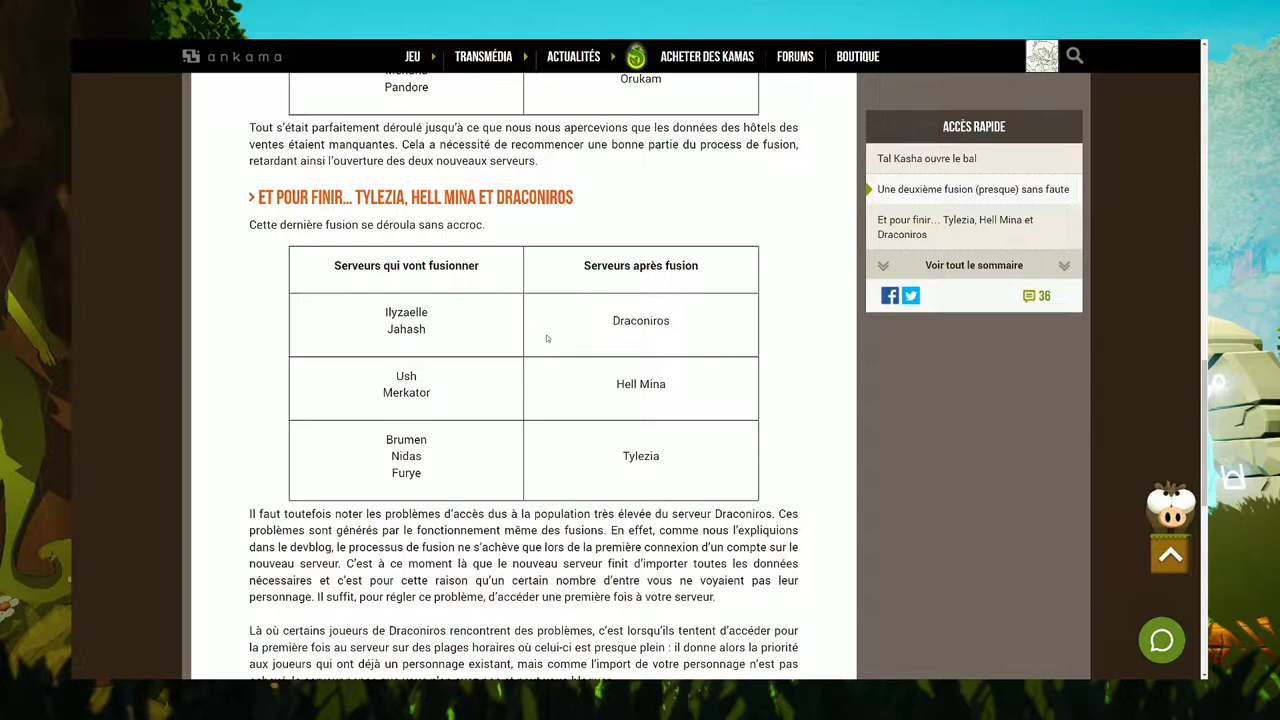 ankama
JEU
TRANSMÉDIA
ACTUALITÉS
ACHETER DES KAMAS
FORUMS
BOUTIQUE
Pandore
Orukam
Tout s'était parfaitement déroulé jusqu'à ce que nous nous apercevions que les données des hôtels des
ventes étaient manquantes. Cela a nécessité de recommencer une bonne partie du process de fusion,
retardant ainsi l'ouverture des deux nouveaux serveurs.
> ET POUR FINIR... TYLEZIA, HELL MINA ET DRACONIROS
Cette dernière fusion se déroula sans accroc.
Serveurs qui vont fusionner
Serveurs après fusion
Ilyzaelle
Jahash
Draconiros
Ush
Merkator
Hell Mina
Brumen
Nidas
Furye
Tylezia
Il faut toutefois noter les problèmes d'accès dus à la population très élevée du serveur Draconiros. Ces
problèmes sont générés par le fonctionnement même des fusions. En effet, comme nous l'expliquions
dans le devblog, le processus de fusion ne s'achève que lors de la première connexion d'un compte sur le
nouveau serveur. C'est à ce moment là que le nouveau serveur finit d'importer toutes les données
nécessaires et c'est pour cette raison qu'un certain nombre d'entre vous ne voyaient pas leur
personnage. Il suffit, pour régler ce problème, d'accéder une première fois à votre serveur.
Là où certains joueurs de Draconiros rencontrent des problèmes, c'est lorsqu'ils tentent d'accéder pour
la première fois au serveur sur des plages horaires où celui-ci est presque plein : il donne alors la priorité
aux joueurs qui ont déjà un personnage existant, mais comme l'import de votre personnage n'est pas
ACCÈS RAPIDE
Tal Kasha ouvre le bal
Une deuxième fusion (presque) sans faute
Et pour finir... Tylezia, Hell Mina et
Draconiros
Voir tout le sommaire
36